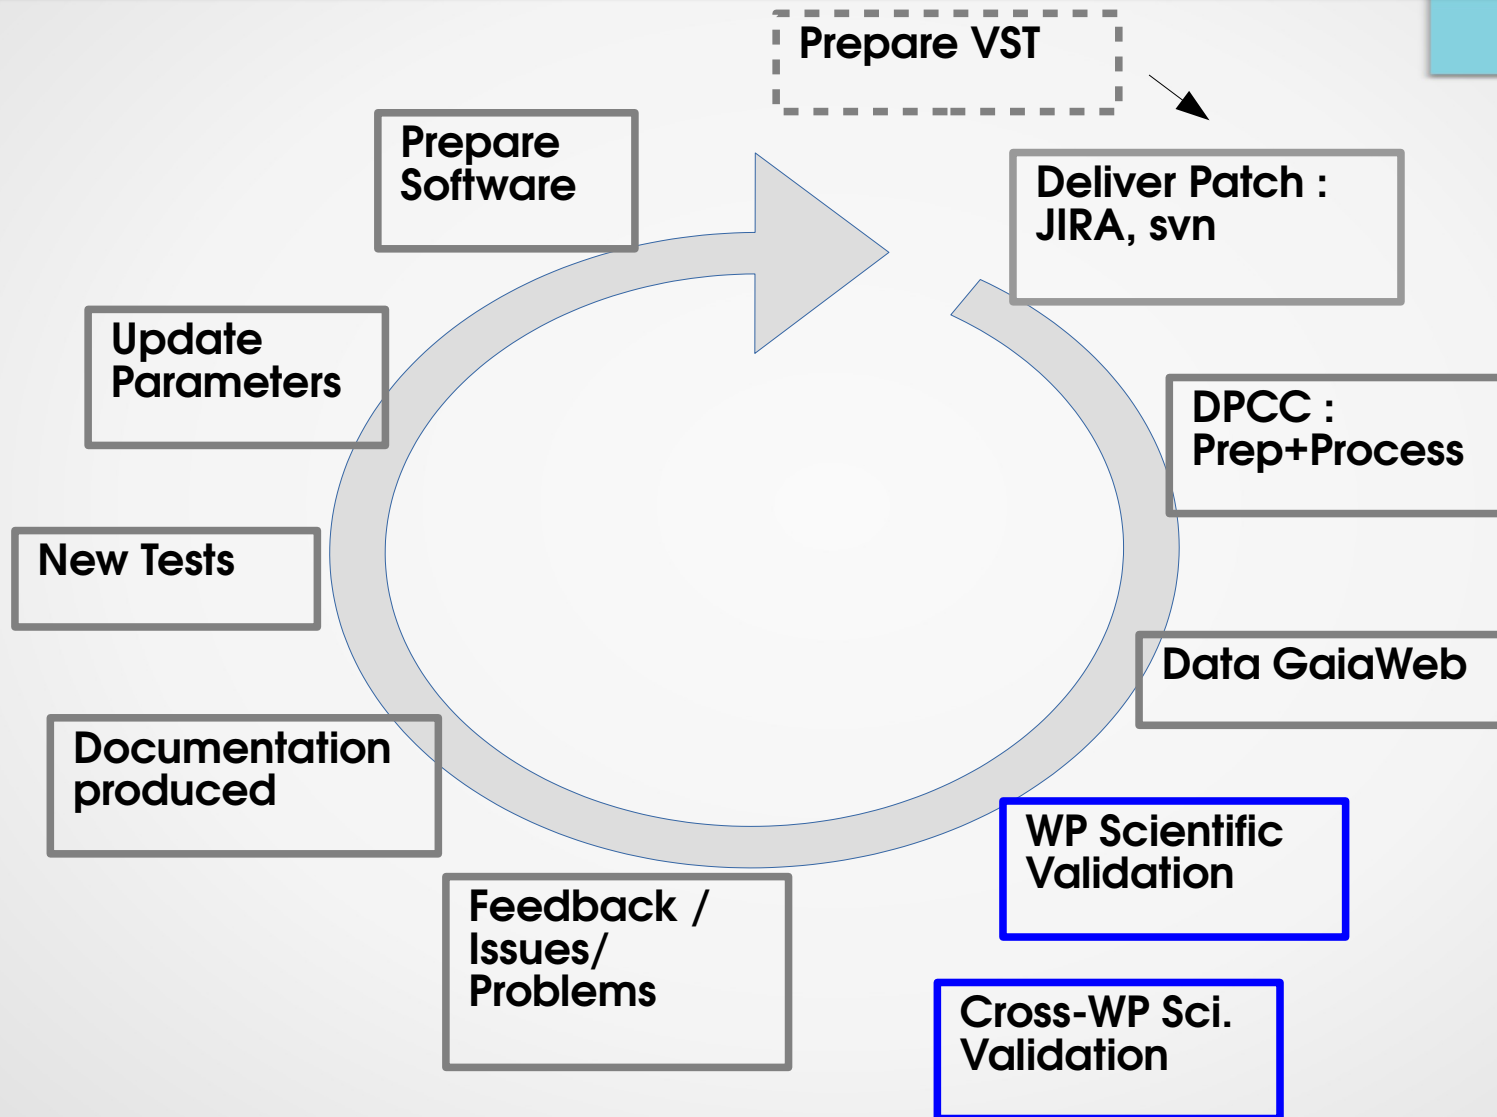 Prepare VST
Prepare
Software
Deliver Patch :
JIRA, svn
Update
Parameters
DPCC :
Prep+Process
New Tests
Data GaiaWeb
Documentation
produced
WP Scientific
Validation
Feedback /
Issues/
Problems
Cross-WP Sci.
Validation